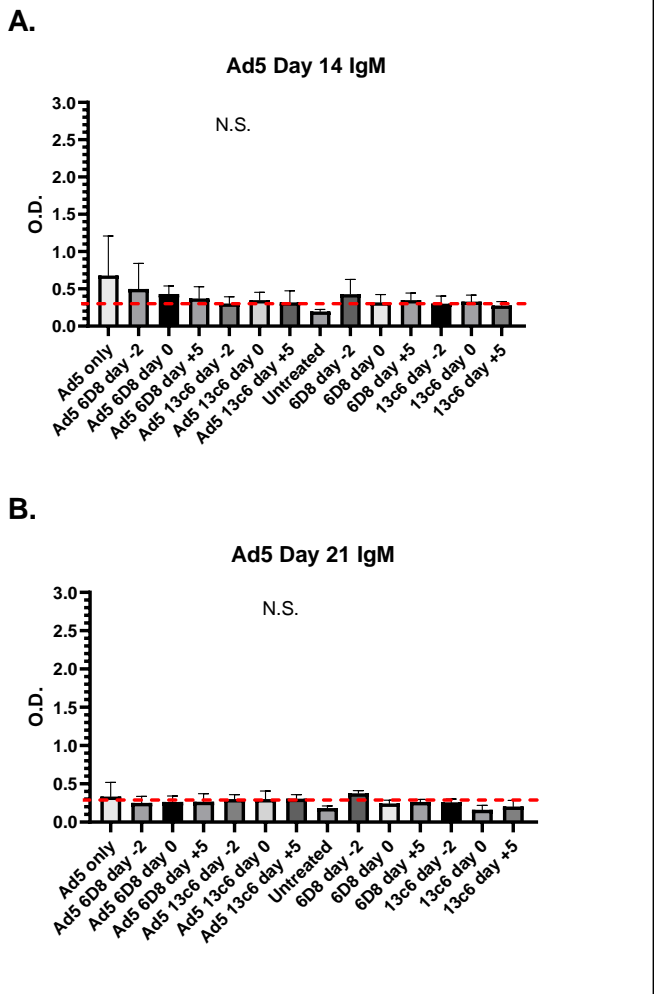 A.
Ad5 Day 14 IgM
N.S.
O.D.
3.0
2.5
2.0
1.5
1.0
0.5
0.0
Ad5 only
Ad5 6D8 day -2
Ad5 6D8 day 0
Ad5 6D8 day +5
Ad5 13c6 day -2
Ad5 13c6 day 0
Ad5 13c6 day +5
Untreated
6D8 day -2
6D8 day 0
6D8 day +5
13c6 day -2
13c6 day 0
13c6 day +5
B.
Ad5 Day 21 IgM
N.S.
O.D.
3.0
2.5
2.0
1.5
1.0
0.5
0.0
Ad5 only
Ad5 6D8 day -2
Ad5 6D8 day 0
Ad5 6D8 day +5
Ad5 13c6 day -2
Ad5 13c6 day 0
Ad5 13c6 day +5
Untreated
6D8 day -2
6D8 day 0
6D8 day +5
13c6 day -2
13c6 day 0
13c6 day +5